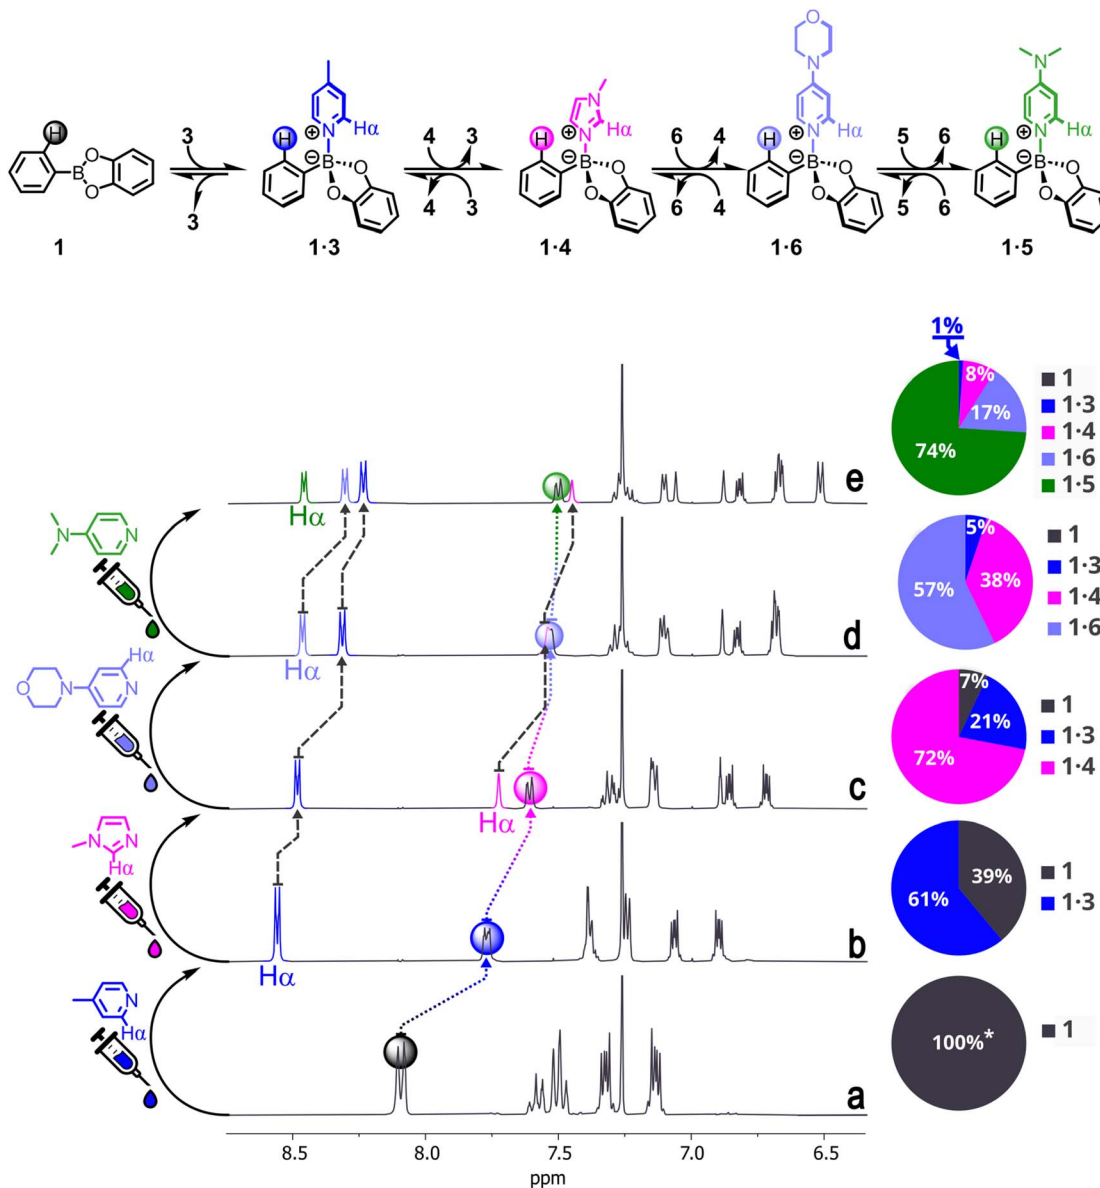 O
N
N
N
N
H
Hα
H
N
Hα
H
Hα
H
Hα
3
N
4
3
N
6
4
N
5
6
N
H
O
B
O
B
O
O
B
O
O
B
O
O
B
O
O
3
4
3
6
4
5
6
1
1·3
1·4
1·6
1·5
1%
8%
17%
74%
1
1·3
1·4
1·6
1·5
Hα
e
N
N
5%
38%
57%
1
1·3
1·4
1·6
Hα
d
Hα
O
N
N
7%
21%
72%
1
1·3
1·4
Hα
c
N
N
Hα
39%
61%
1
1·3
Hα
b
N
Hα
100%*
1
a
8.5
8.0
7.5
7.0
6.5
ppm